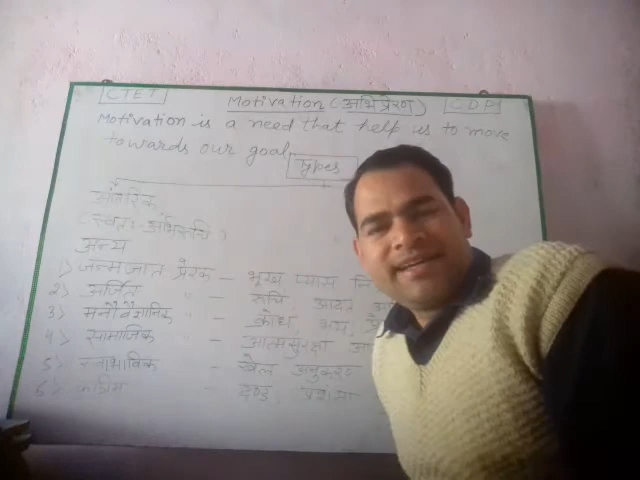 CTET Motivation (अभिप्रेरण) CDP
Motivation is a need that help us to move
towards our goal.
Types
आंतरिक
(स्वतः
अन्य
1) जन्मजात प्रेरक - भूख प्यास
2) अर्जित " - रुचि आदत
3) मनोवैज्ञानिक " - क्रोध, भय,
4) सामाजिक " - आत्मसुरक्षा
5) स्वाभाविक - खेल अनुकरण
6) - दण्ड, प्रशंसा